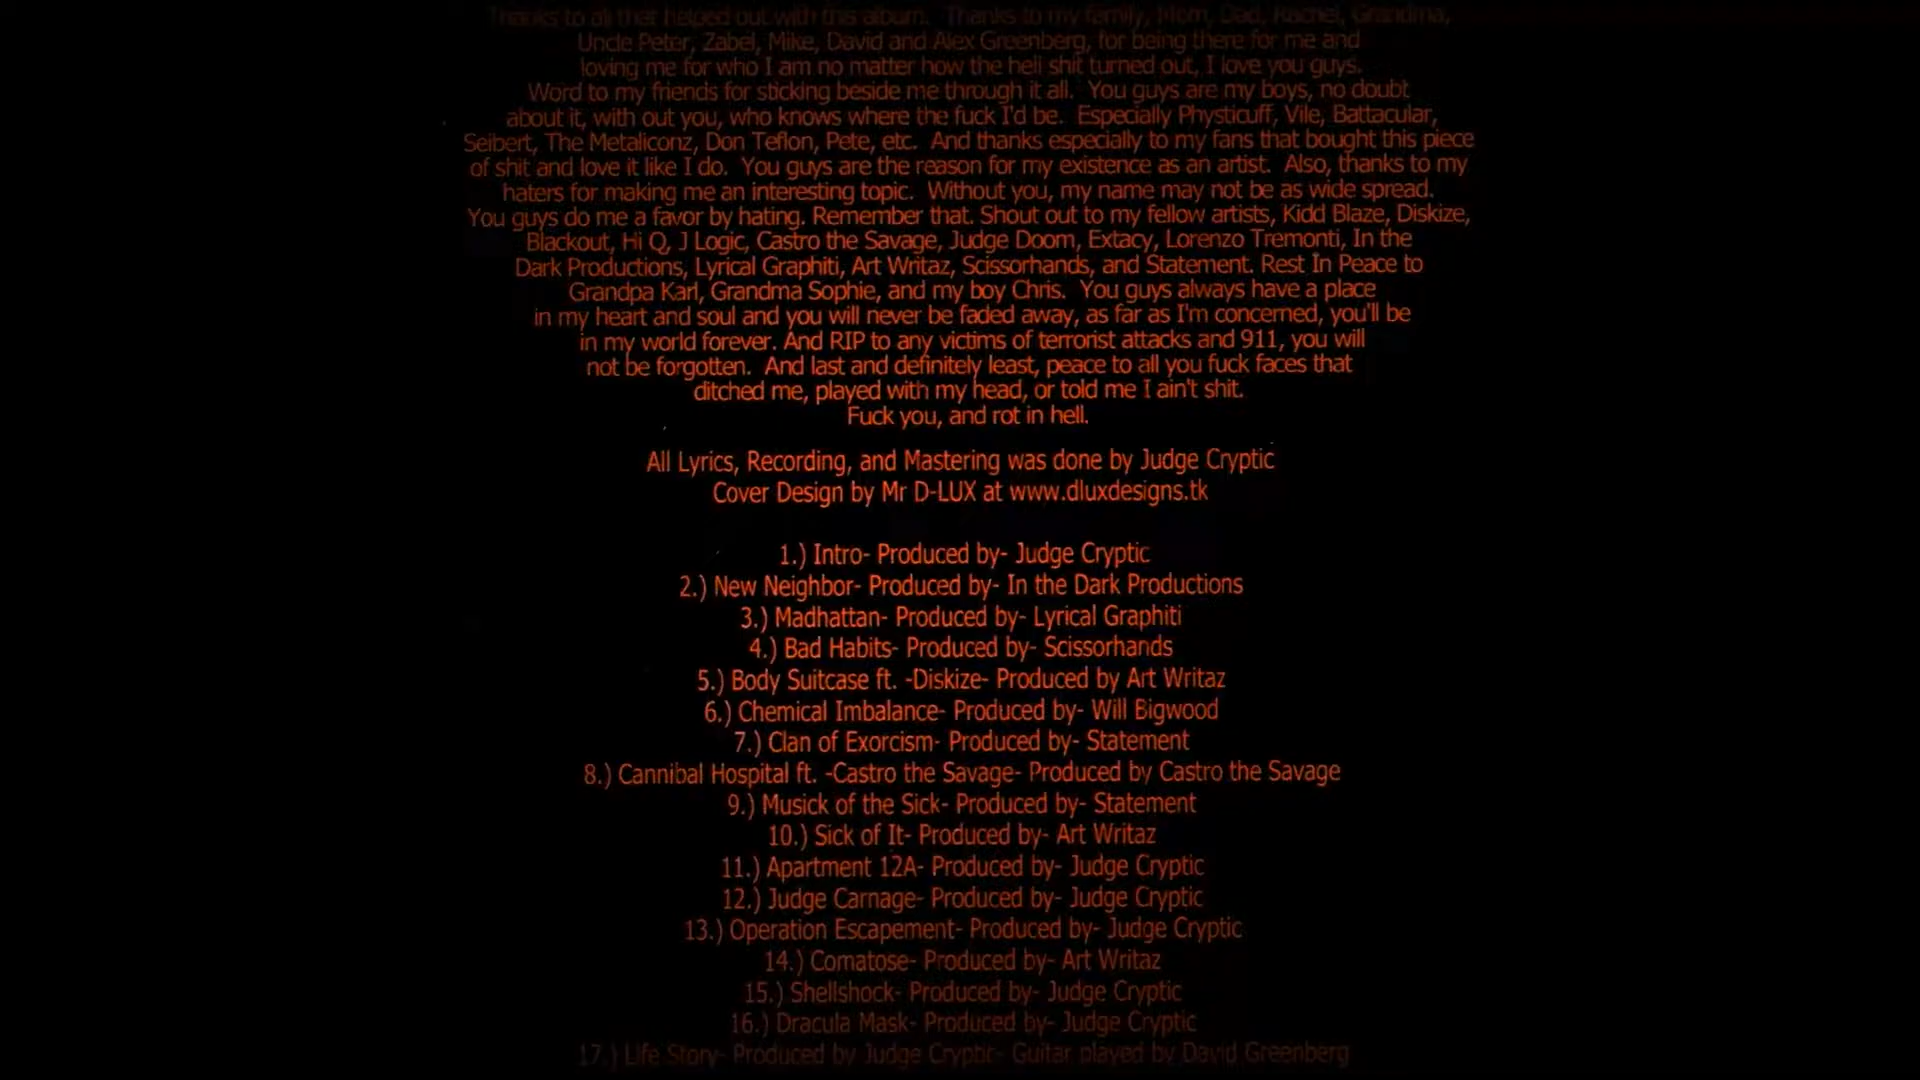 Thanks to all that helped out with this album. Thanks to my family, Mom, Dad, Rachel, Grandma,
Uncle Peter, Zabel, Mike, David and Alex Greenberg, for being there for me and
loving me for who I am no matter how the hell shit turned out, I love you guys.
Word to my friends for sticking beside me through it all. You guys are my boys, no doubt
about it, with out you, who knows where the fuck I'd be. Especially Physticuff, Vile, Battacular,
Seibert, The Metaliconz, Don Teflon, Pete, etc. And thanks especially to my fans that bought this piece
of shit and love it like I do. You guys are the reason for my existence as an artist. Also, thanks to my
haters for making me an interesting topic. Without you, my name may not be as wide spread.
You guys do me a favor by hating. Remember that. Shout out to my fellow artists, Kidd Blaze, Diskize,
Blackout, Hi Q, J Logic, Castro the Savage, Judge Doom, Extacy, Lorenzo Tremonti, In the
Dark Productions, Lyrical Graphiti, Art Writaz, Scissorhands, and Statement. Rest In Peace to
Grandpa Karl, Grandma Sophie, and my boy Chris. You guys always have a place
in my heart and soul and you will never be faded away, as far as I'm concerned, you'll be
in my world forever. And RIP to any victims of terrorist attacks and 911, you will
not be forgotten. And last and definitely least, peace to all you fuck faces that
ditched me, played with my head, or told me I ain't shit.
Fuck you, and rot in hell.
All Lyrics, Recording, and Mastering was done by Judge Cryptic
Cover Design by Mr D-LUX at www.dluxdesigns.tk
1.) Intro- Produced by- Judge Cryptic
2.) New Neighbor- Produced by- In the Dark Productions
3.) Madhattan- Produced by- Lyrical Graphiti
4.) Bad Habits- Produced by- Scissorhands
5.) Body Suitcase ft. -Diskize- Produced by Art Writaz
6.) Chemical Imbalance- Produced by- Will Bigwood
7.) Clan of Exorcism- Produced by- Statement
8.) Cannibal Hospital ft. -Castro the Savage- Produced by Castro the Savage
9.) Musick of the Sick- Produced by- Statement
10.) Sick of It- Produced by- Art Writaz
11.) Apartment 12A- Produced by- Judge Cryptic
12.) Judge Carnage- Produced by- Judge Cryptic
13.) Operation Escapement- Produced by- Judge Cryptic
14.) Comatose- Produced by- Art Writaz
15.) Shellshock- Produced by- Judge Cryptic
16.) Dracula Mask- Produced by- Judge Cryptic
17.) Life Story- Produced by Judge Cryptic- Guitar played by David Greenberg